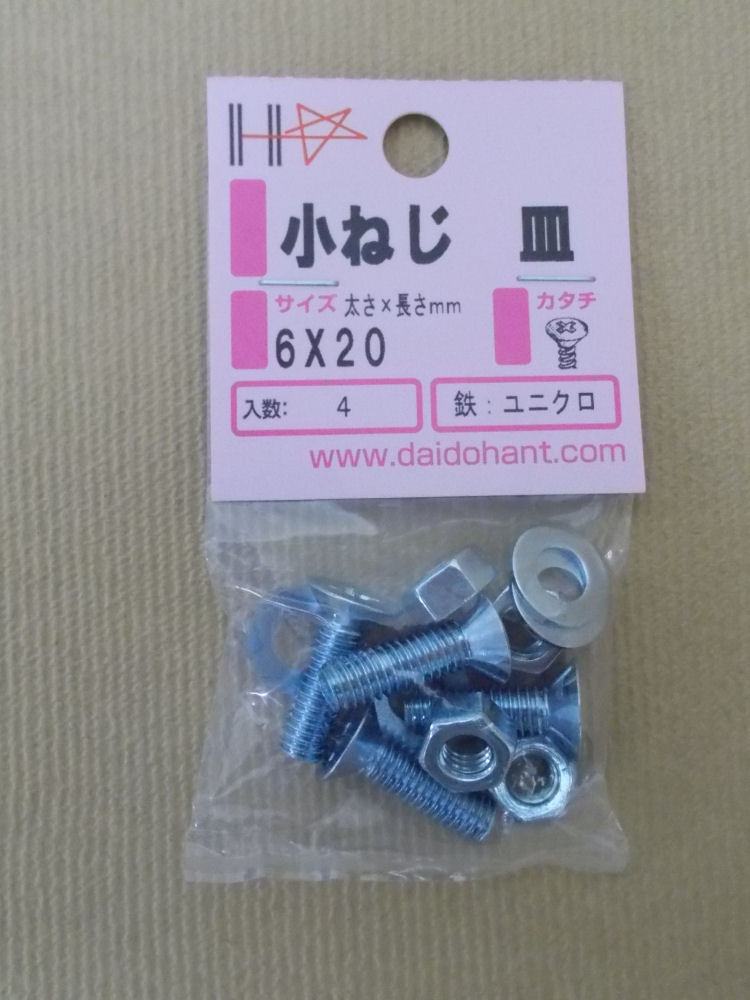 小ねじ 皿
サイズ 太さ×長さmm カタチ
6X20
入数: 4 鉄:ユニクロ
www.daidohant.com